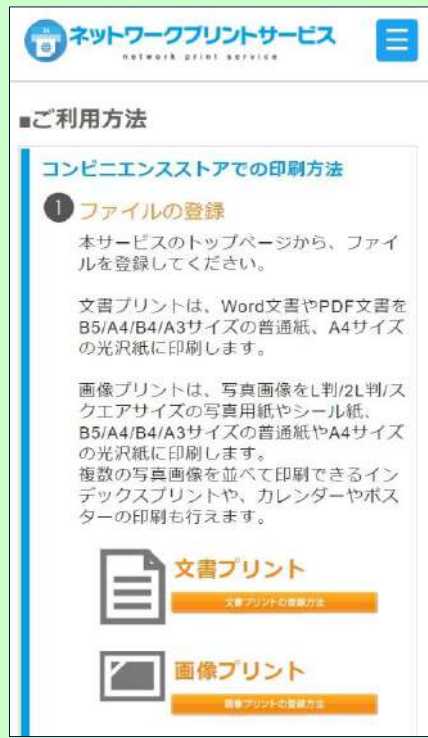 ネットワークプリントサービス
network print service
■ご利用方法
コンビニエンスストアでの印刷方法
1 ファイルの登録
本サービスのトップページから、ファイ
ルを登録してください。
文書プリントは、Word文書やPDF文書を
B5/A4/B4/A3サイズの普通紙、A4サイズ
の光沢紙に印刷します。
画像プリントは、写真画像をL判/2L判/ス
クエアサイズの写真用紙やシール紙、
B5/A4/B4/A3サイズの普通紙やA4サイズ
の光沢紙に印刷します。
複数の写真画像を並べて印刷できるイン
デックスプリントや、カレンダーやポス
ターの印刷も行えます。
文書プリント
文書プリントの登録方法
画像プリント
画像プリントの登録方法